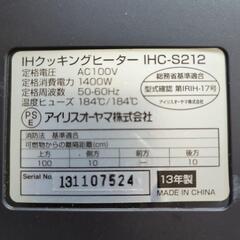 IHクッキングヒーター IHC-S212
定格電圧 AC100V
定格消費電力 1400W
定格周波数 50-60Hz
温度ヒューズ 184℃/184℃
総務省基準適合
型式確認 第IRIH-17号
アイリスオーヤマ(株)
PS
E
アイリスオーヤマ株式会社
消防法 基準適合
可燃物からの離隔距離(cm)
上方 側方 前方 後方
100 10 － 10
Serial No.
131107524
13年製
MADE IN CHINA